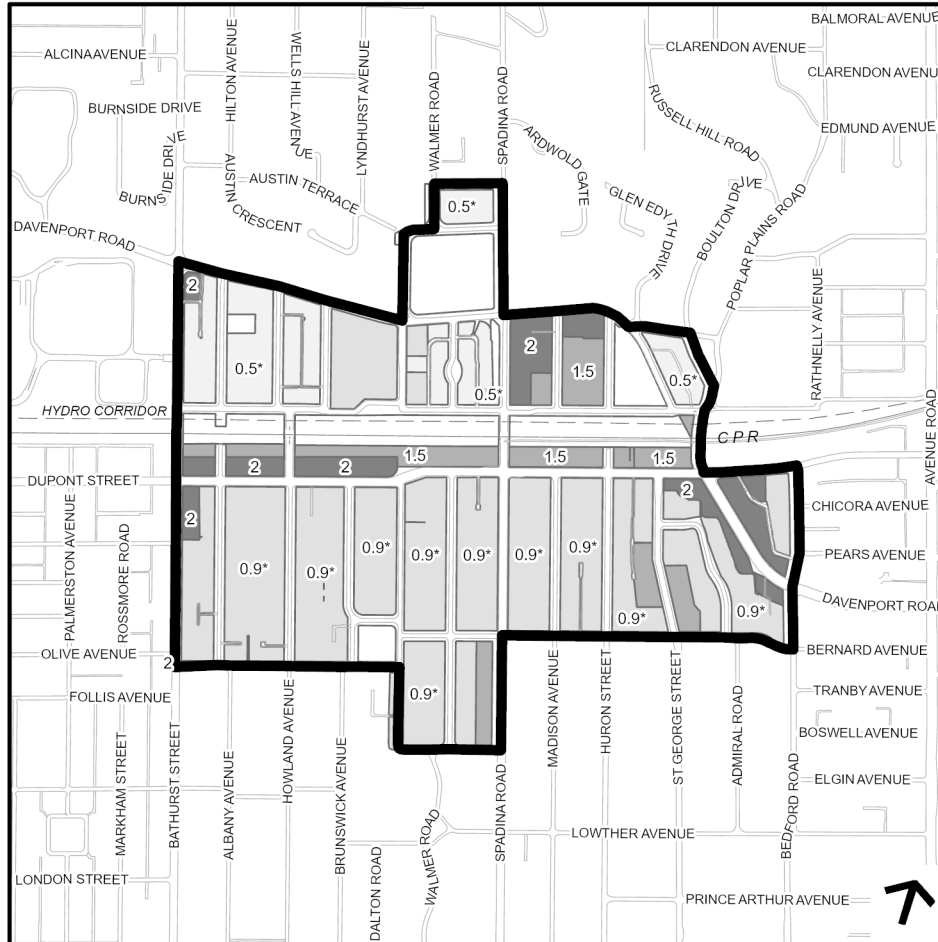 BALMORAL AVENUE
ALCINA AVENUE
CLARENDON AVENUE
CLARENDON AVENU
HILTON AVENUE
WELLS HILL AVENUE
LYNDHURST AVENUE
WALMER ROAD
SPADINA ROAD
RUSSELL HILL ROAD
BURNSIDE DRIVE
EDMUND AVENUE
BURNSIDE DRIVE
ARDWOLD GATE
AUSTIN TERRACE
AUSTIN CRESCENT
GLEN EDYTH DRIVE
BOULTON DRIVE
POPLAR PLAINS ROAD
DAVENPORT ROAD
RATHNELLY AVENUE
AVENUE ROAD
0.5*
2
0.5*
0.5*
2
1.5
0.5*
HYDRO CORRIDOR
CPR
2
2
1.5
1.5
1.5
DUPONT STREET
2
2
CHICORA AVENUE
PEARS AVENUE
DAVENPORT ROAD
0.9*
0.9*
0.9*
0.9*
0.9*
0.9*
0.9*
0.9*
PALMERSTON AVENUE
ROSSMORE ROAD
OLIVE AVENUE
2
BERNARD AVENUE
FOLLIS AVENUE
0.9*
TRANBY AVENUE
BOSWELL AVENUE
ELGIN AVENUE
MARKHAM STREET
BATHURST STREET
ALBANY AVENUE
HOWLAND AVENUE
BRUNSWICK AVENUE
DALTON ROAD
WALMER ROAD
SPADINA ROAD
MADISON AVENUE
HURON STREET
ST. GEORGE STREET
ADMIRAL ROAD
BEDFORD ROAD
LOWTHER AVENUE
LONDON STREET
PRINCE ARTHUR AVENUE